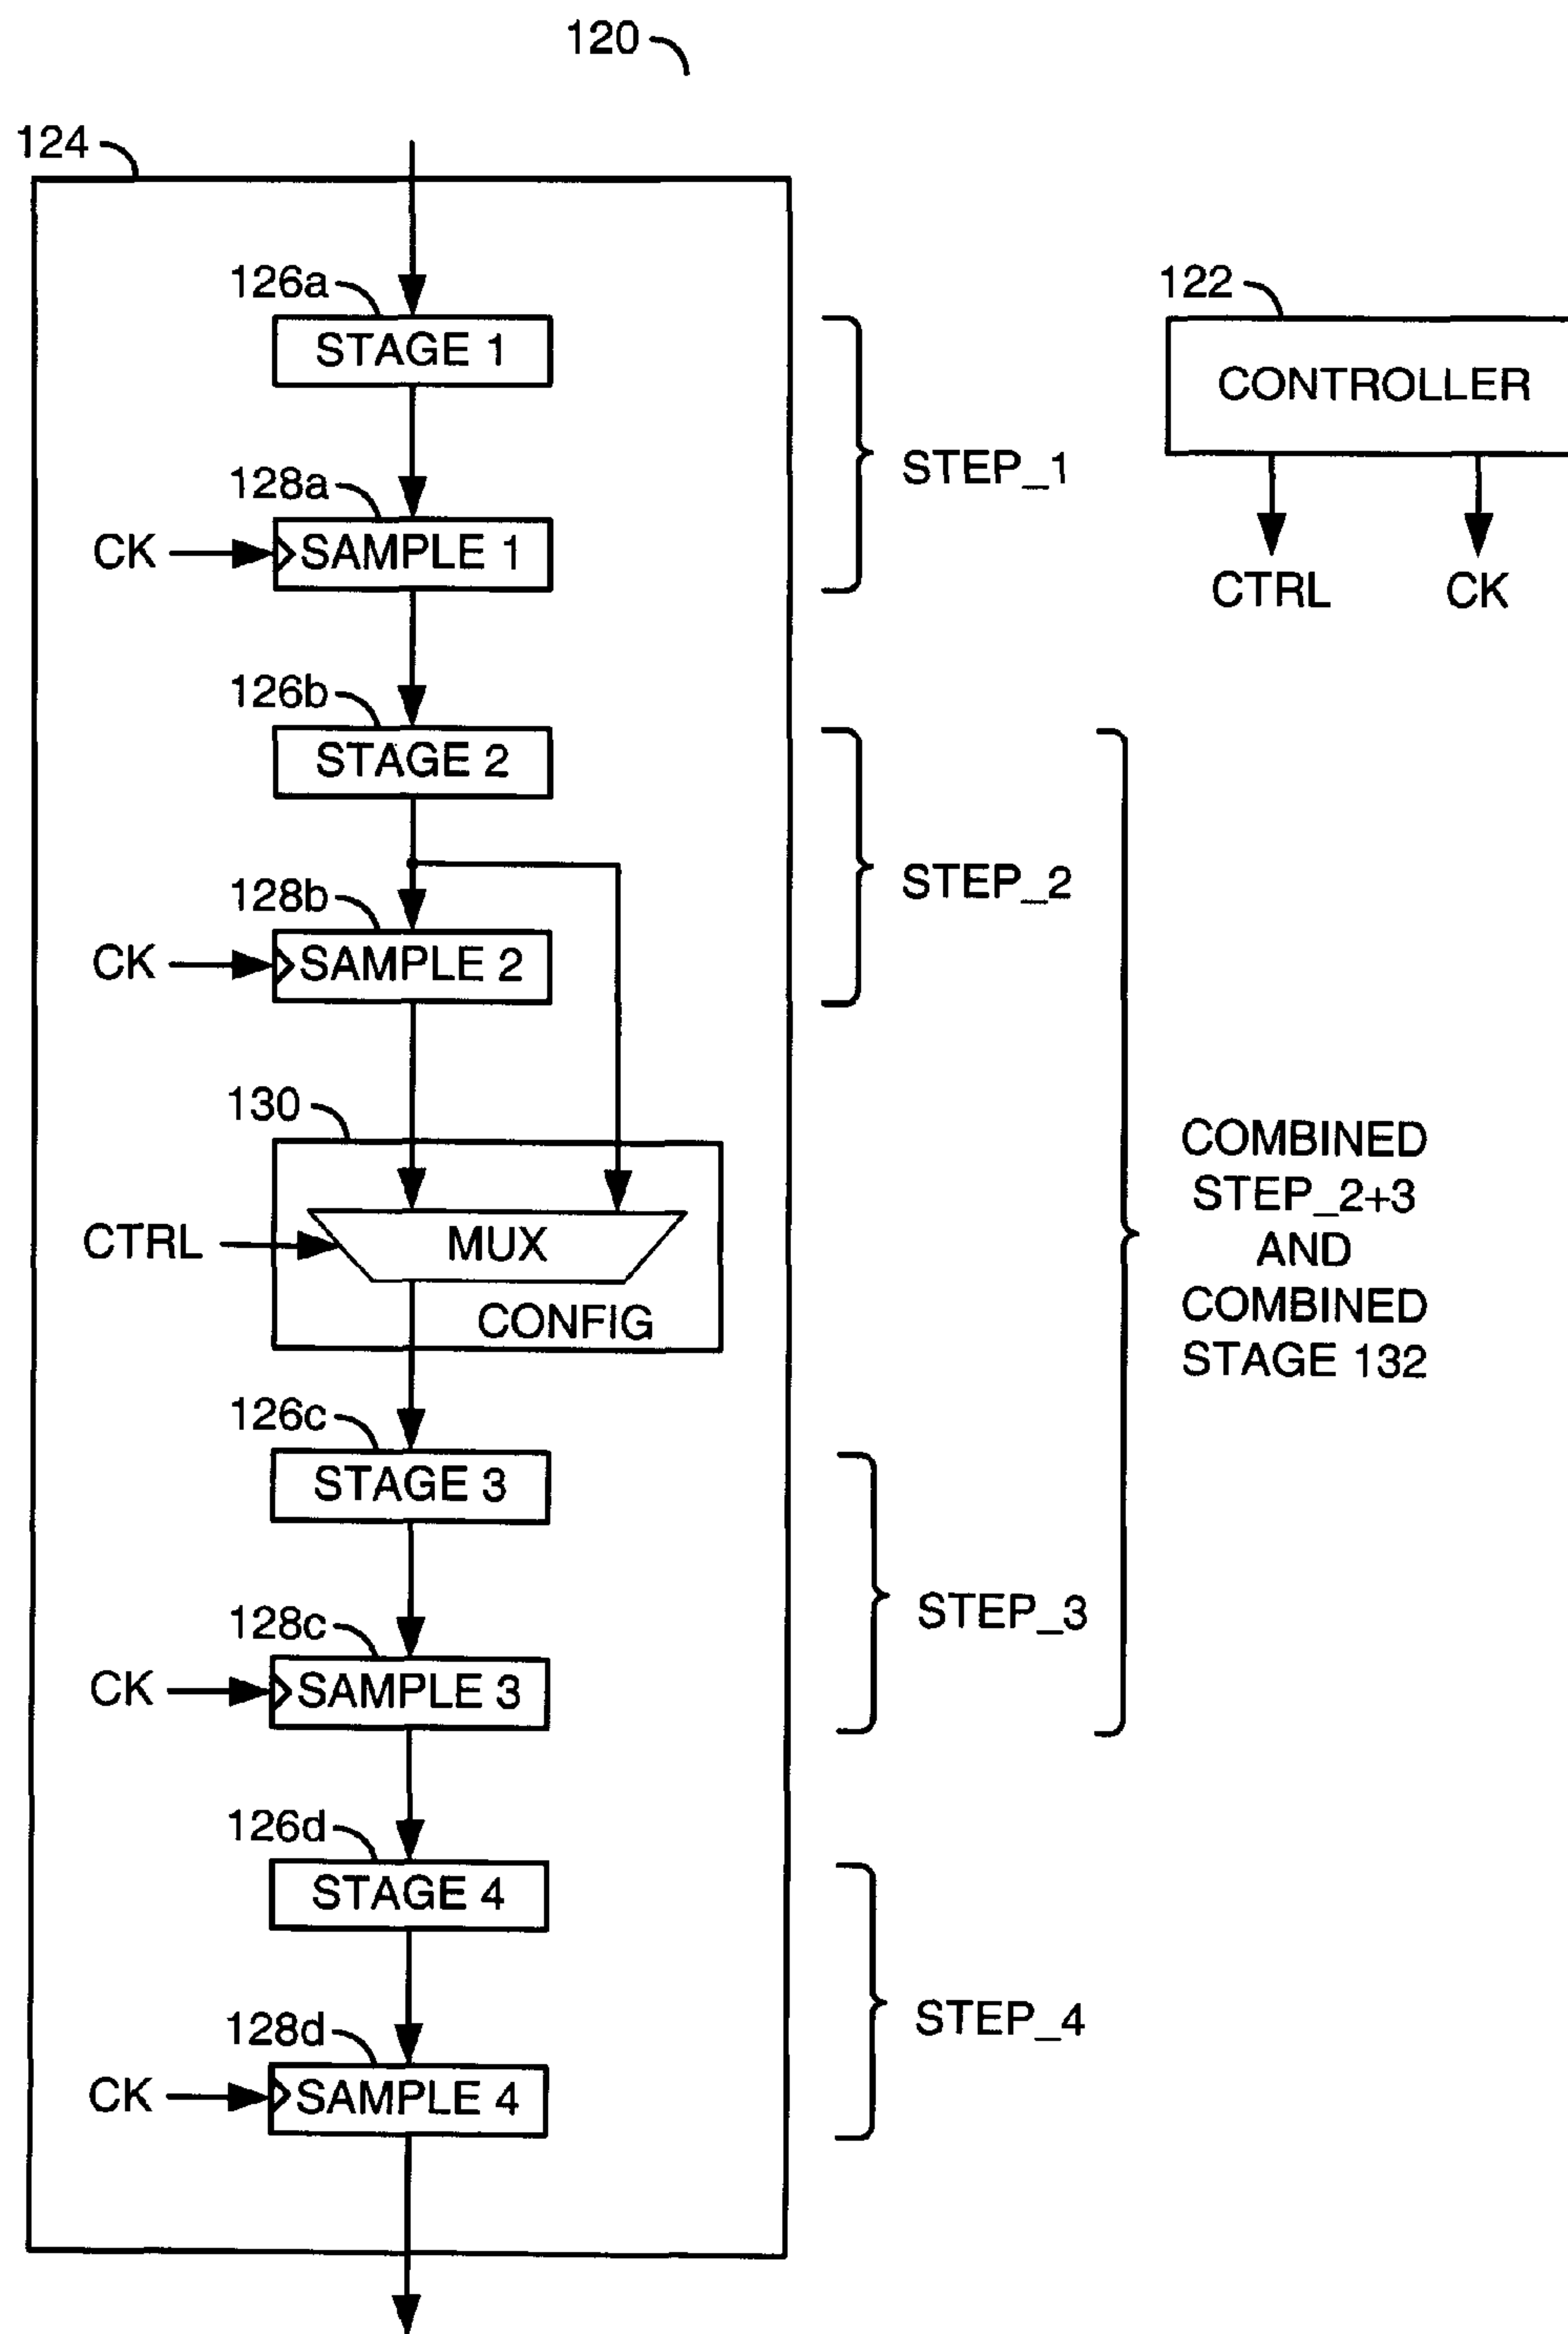 120
124
126a
STAGE 1
128a
CK
SAMPLE 1
STEP_1
122
CONTROLLER
CTRL
CK
126b
STAGE 2
128b
CK
SAMPLE 2
STEP_2
130
CTRL
MUX
CONFIG
COMBINED
STEP_2+3
AND
COMBINED
STAGE 132
126c
STAGE 3
128c
CK
SAMPLE 3
STEP_3
126d
STAGE 4
128d
CK
SAMPLE 4
STEP_4